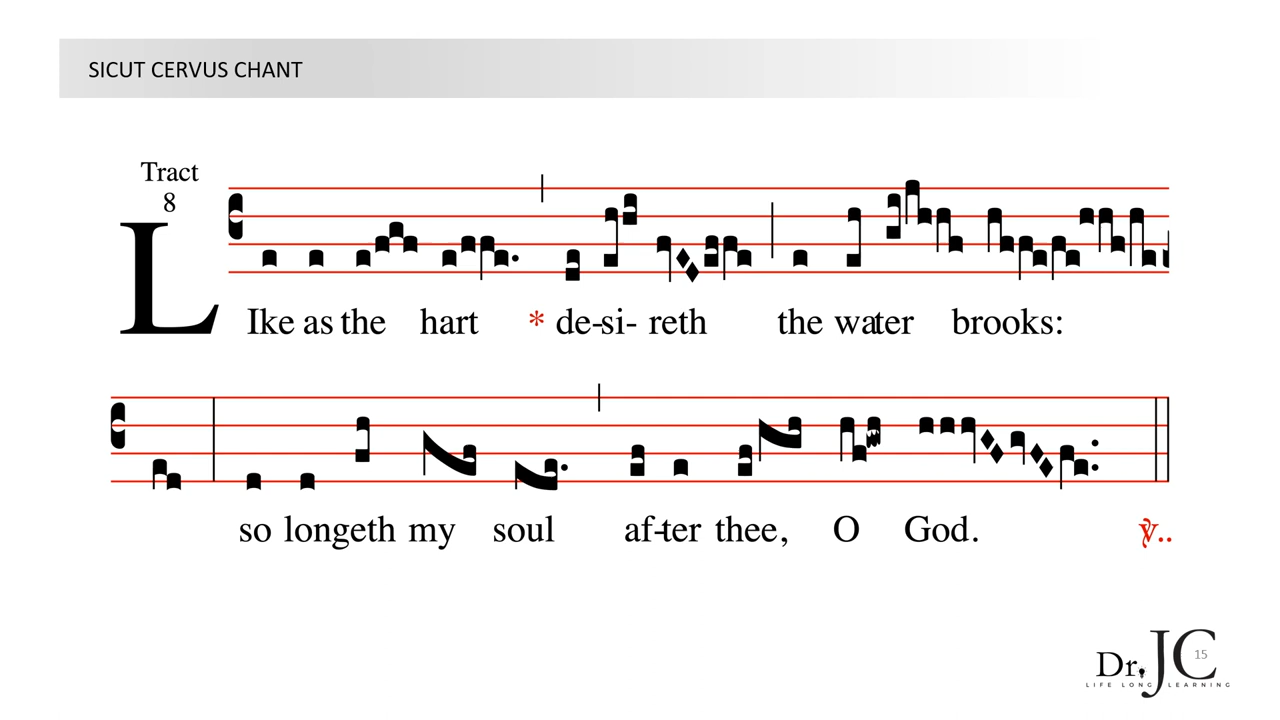 SICUT CERVUS CHANT
Tract
8
LIke as the hart * de-si- reth the water brooks:
so longeth my soul af-ter thee, O God. ℣..
Dr. JC
15
LIFE LONG LEARNING